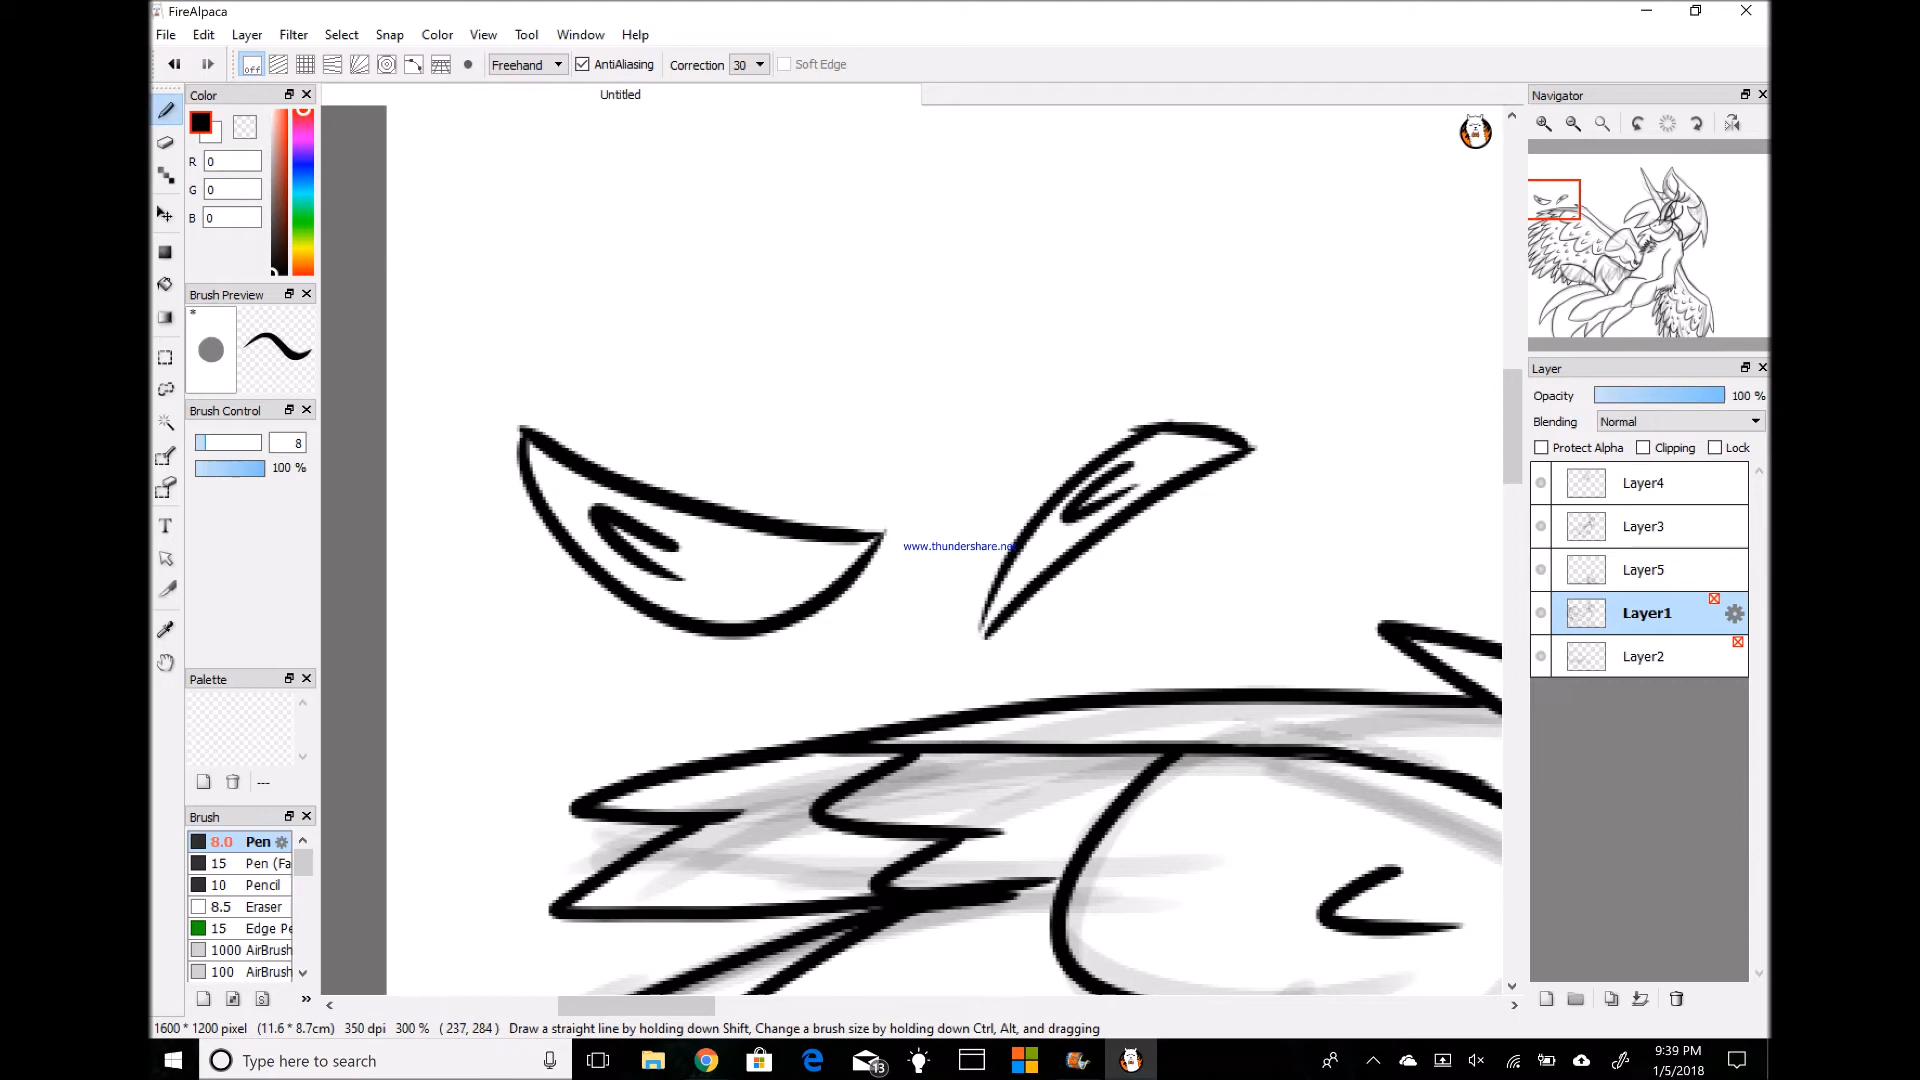 FireAlpaca
File Edit Layer Filter Select Snap Color View Tool Window Help
off Freehand AntiAliasing Correction 30 Soft Edge
Color
Untitled
Navigator
R 0
G 0
B 0
Brush Preview
*
Layer
Opacity 100 %
Blending Normal
Protect Alpha Clipping Lock
Brush Control
8
100 %
Layer4
Layer3
Layer5
Layer1
Layer2
www.thundershare.net
Palette
---
Brush
8.0 Pen
15 Pen (Fa
10 Pencil
8.5 Eraser
15 Edge Pe
1000 AirBrush
100 AirBrush
S
1600 * 1200 pixel (11.6 * 8.7cm) 350 dpi 300 % ( 237, 284 ) Draw a straight line by holding down Shift, Change a brush size by holding down Ctrl, Alt, and dragging
Type here to search
13
9:39 PM
1/5/2018